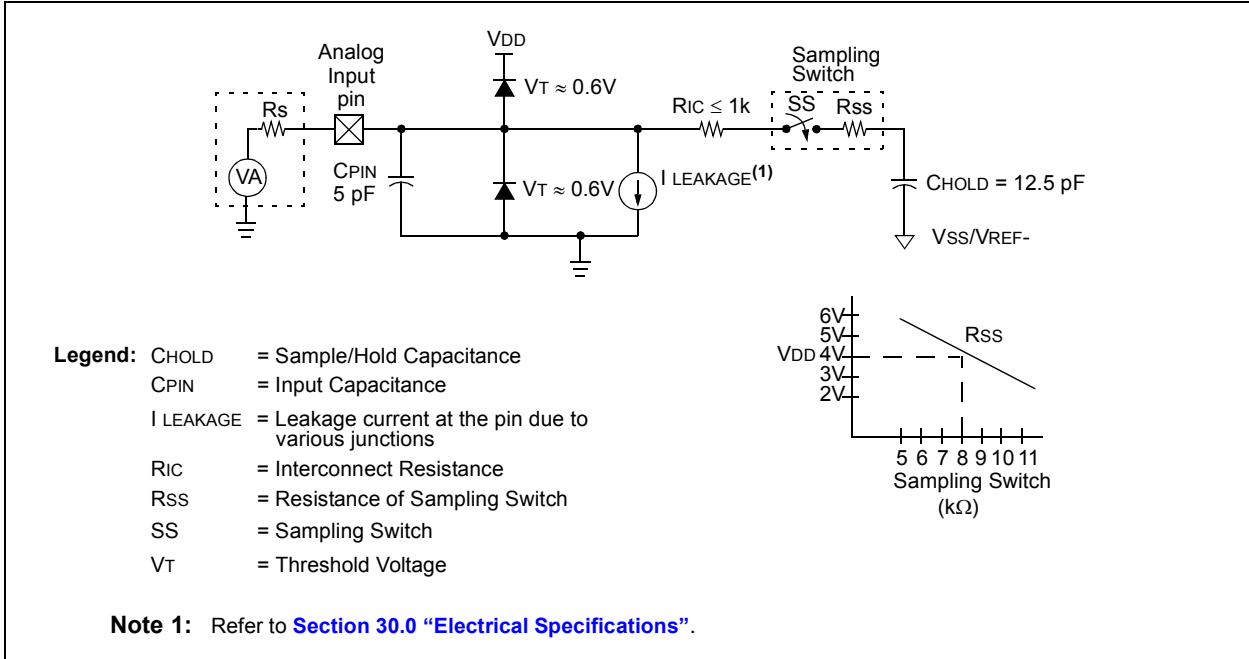 VDD
Analog
Input
pin
VT ≈ 0.6V
Sampling
Switch
Rs
RIC ≤ 1k
SS
Rss
VA
CPIN
5 pF
VT ≈ 0.6V
I LEAKAGE(1)
CHOLD = 12.5 pF
VSS/VREF-
Legend: CHOLD = Sample/Hold Capacitance
CPIN = Input Capacitance
I LEAKAGE = Leakage current at the pin due to
various junctions
RIC = Interconnect Resistance
RSS = Resistance of Sampling Switch
SS = Sampling Switch
VT = Threshold Voltage
6V
5V
VDD 4V
3V
2V
RSS
5 6 7 8 9 10 11
Sampling Switch
(kΩ)
Note 1: Refer to Section 30.0 “Electrical Specifications”.